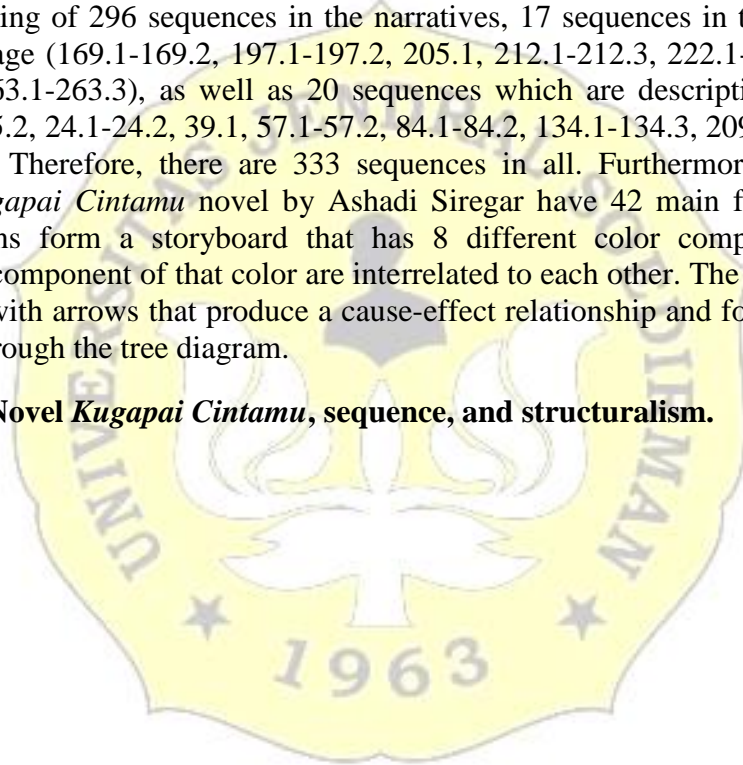 ing of 296 sequences in the narratives, 17 sequences in t
age (169.1-169.2, 197.1-197.2, 205.1, 212.1-212.3, 222.1-
63.1-263.3), as well as 20 sequences which are descripti
5.2, 24.1-24.2, 39.1, 57.1-57.2, 84.1-84.2, 134.1-134.3, 209
Therefore, there are 333 sequences in all. Furthermor
gapai Cintamu novel by Ashadi Siregar have 42 main f
ns form a storyboard that has 8 different color comp
component of that color are interrelated to each other. The
with arrows that produce a cause-effect relationship and fo
rough the tree diagram.
Novel Kugapai Cintamu, sequence, and structuralism.
UNIVERSITAS JENDRAL SOEDIRMAN
1963